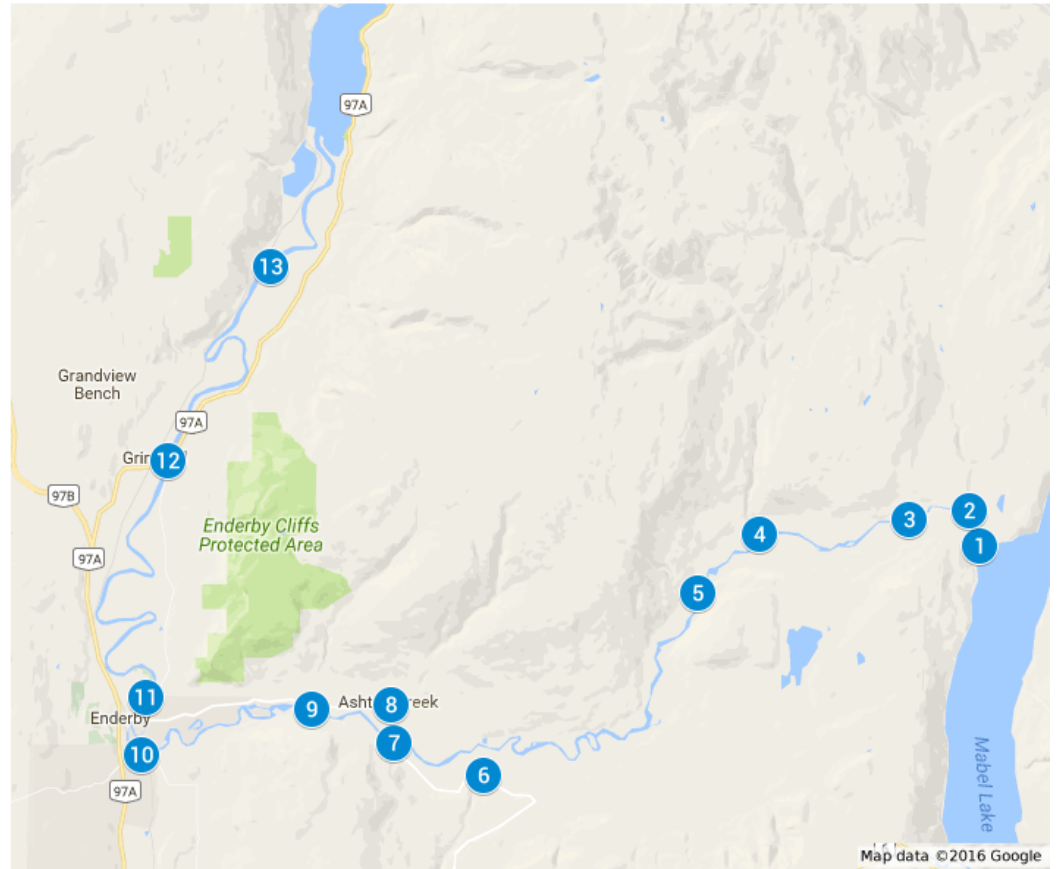 97A
13
Grandview
Bench
97A
12
97B
Enderby Cliffs
Protected Area
97A
2
3
4
1
5
11
8
9
Enderby
7
10
6
97A
Mabel Lake
Map data ©2016 Google